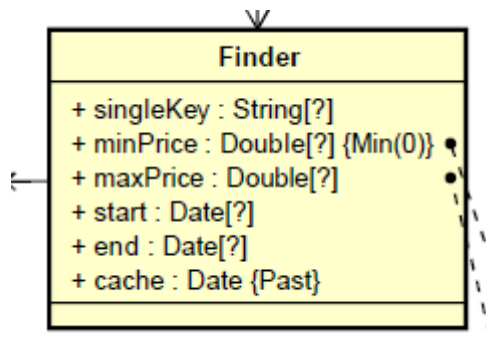 Finder
+ singleKey : String[?]
+ minPrice : Double[?] {Min(0)}
+ maxPrice : Double[?]
+ start : Date[?]
+ end : Date[?]
+ cache : Date {Past}